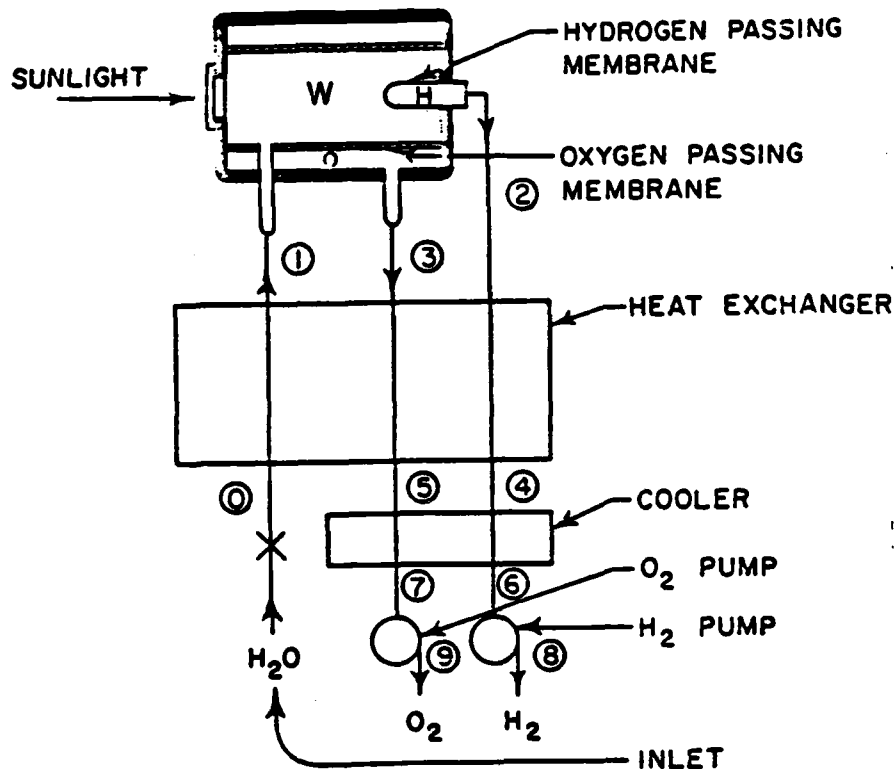 HYDROGEN PASSING
MEMBRANE
SUNLIGHT
W
H
O
OXYGEN PASSING
MEMBRANE
②
①
③
HEAT EXCHANGER
⓪
⑤
④
COOLER
⑦
⑥
O₂ PUMP
H₂ PUMP
⑨
⑧
H₂O
O₂
H₂
INLET